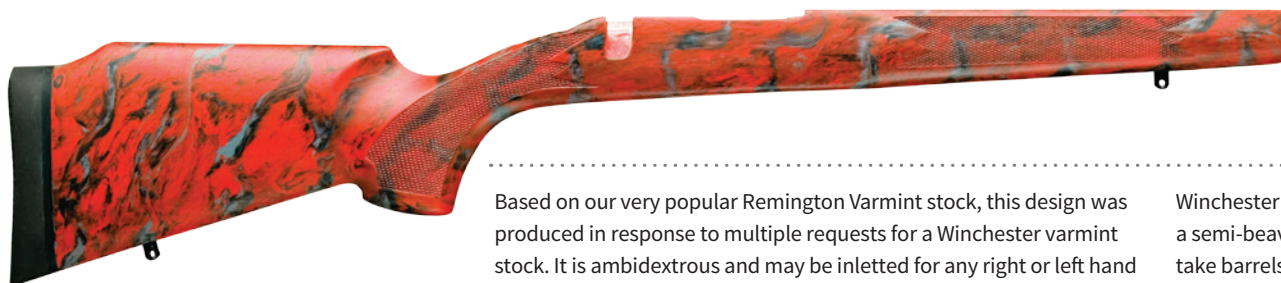 Based on our very popular Remington Varmint stock, this design was
produced in response to multiple requests for a Winchester varmint
stock. It is ambidextrous and may be inletted for any right or left hand
Winchester
a semi-beav
take barrels